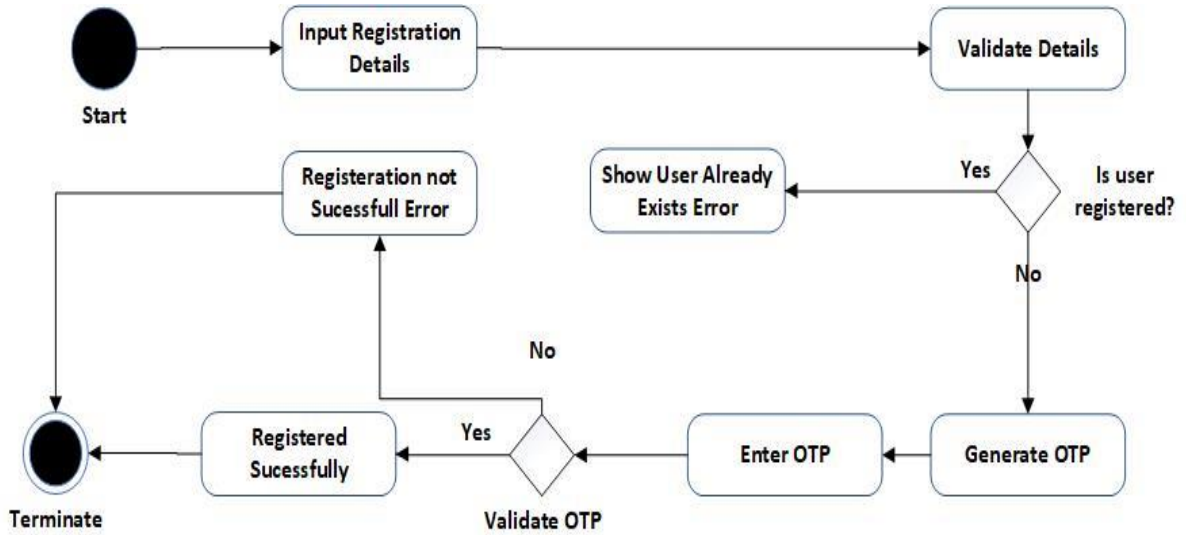 Input Registration
Details
Validate Details
Start
Registeration not
Sucessfull Error
Show User Already
Exists Error
Yes
Is user
registered?
No
No
Registered
Sucessfully
Yes
Enter OTP
Generate OTP
Terminate
Validate OTP